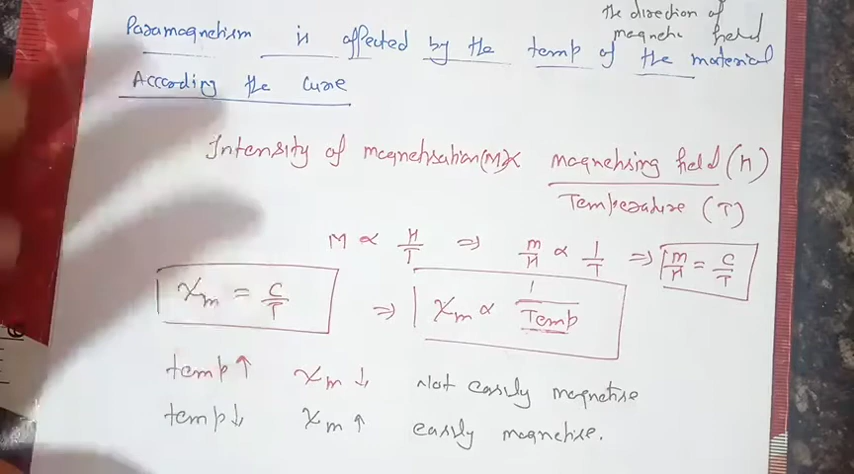 the direction of
magnetic field
Paramagnetism is affected by the temp of the material
According the Curie
Intensity of magnetisation(M)∝ magnetising field (H)
Temperature (T)
M ∝ H/T ⇒ m/H ∝ 1/T ⇒ m/H = C/T
χm = C/T ⇒ χm ∝ 1/Temp
temp↑ χm↓ Not easily magnetise
temp↓ χm↑ easily magnetise.